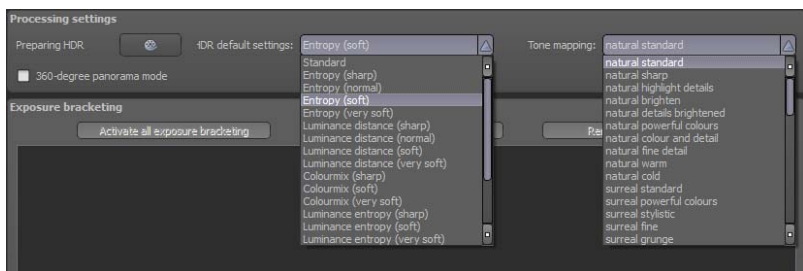 Processing settings
Preparing HDR
HDR default settings: Entropy (soft)
Tone mapping: natural standard
360-degree panorama mode
Exposure bracketing
Activate all exposure bracketing
Standard
Entropy (sharp)
Entropy (normal)
Entropy (soft)
Entropy (very soft)
Luminance distance (sharp)
Luminance distance (normal)
Luminance distance (soft)
Luminance distance (very soft)
Colourmix (sharp)
Colourmix (soft)
Colourmix (very soft)
Luminance entropy (sharp)
Luminance entropy (soft)
Luminance entropy (very soft)
natural standard
natural sharp
natural highlight details
natural brighten
natural details brightened
natural powerful colours
natural colour and detail
natural fine detail
natural warm
natural cold
surreal standard
surreal powerful colours
surreal stylistic
surreal fine
surreal grunge